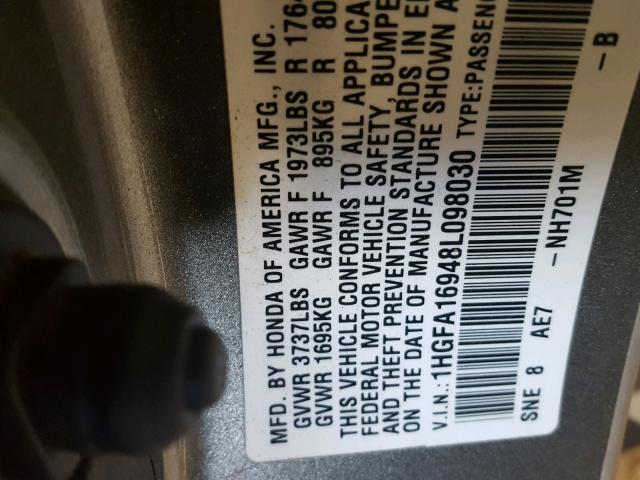 MFD. BY HONDA OF AMERICA MFG., INC.
GVWR 3737LBS GAWR F 1973LBS R 1764
GVWR 1695KG GAWR F 895KG R 80
THIS VEHICLE CONFORMS TO ALL APPLICA
FEDERAL MOTOR VEHICLE SAFETY, BUMPE
AND THEFT PREVENTION STANDARDS IN E
ON THE DATE OF MANUFACTURE SHOWN A
V.I.N.:1HGFA16948L098030 TYPE:PASSENG
SNE 8 AE7 -NH701M -B